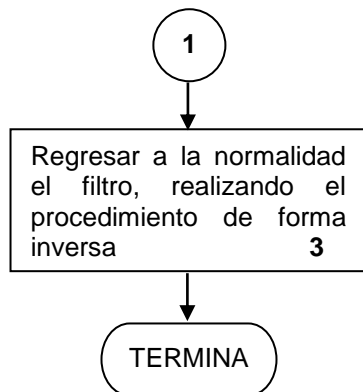 1
Regresar a la normalidad
el filtro, realizando el
procedimiento de forma
inversa 3
TERMINA